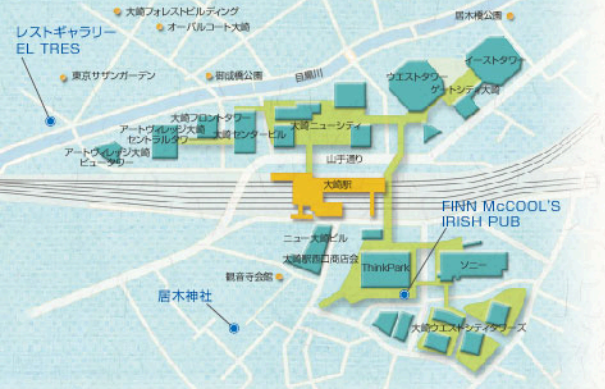 大崎フォレストビルディング
居木橋公園
オーバルコート大崎
レストギャラリー
EL TRES
イーストタワー
東京サザンガーデン
御成橋公園
目黒川
ウエストタワー
ゲートシティ大崎
大崎フロントタワー
アートヴィレッジ大崎
セントラルタワー
大崎センタービル
大崎ニューシティ
アートヴィレッジ大崎
ビュータワー
山手通り
大崎駅
FINN McCOOL'S
IRISH PUB
ニュー大崎ビル
大崎駅西口商店会
ThinkPark
ソニー
観音寺会館
居木神社
大崎ウエストシティタワーズ